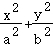 x²/a² + y²/b²